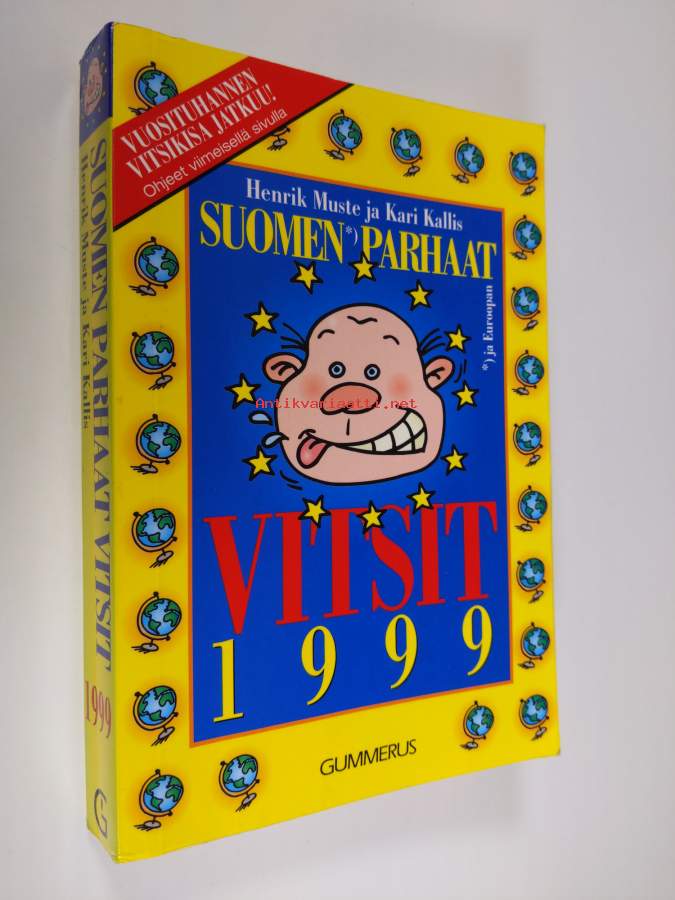 VUOSITUHANNEN
VITSIKISA JATKUU!
Ohjeet viimeisellä sivulla
Henrik Muste ja Kari Kallis
SUOMEN*) PARHAAT
*) ja Euroopan
VITSIT
1999
GUMMERUS
SUOMEN PARHAAT VITSIT 1999
Henrik Muste ja Kari Kallis
G
Antikvariaatti.net